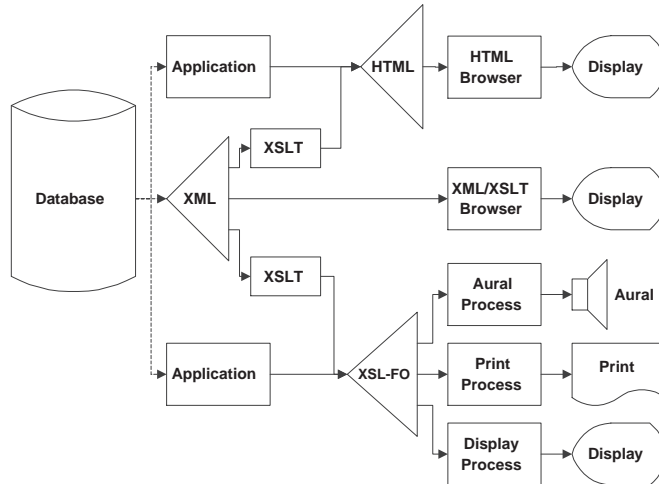 Application
HTML
HTML
Browser
Display
XSLT
Database
XML
XML/XSLT
Browser
Display
XSLT
Aural
Process
Aural
Application
XSL-FO
Print
Process
Print
Display
Process
Display